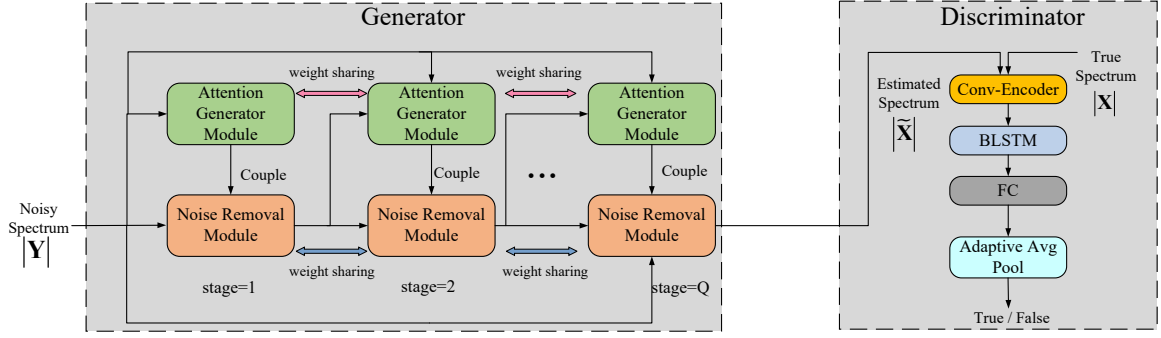 Generator
weight sharing
weight sharing
Attention
Generator
Module
Attention
Generator
Module
Attention
Generator
Module
Couple
Couple
...
Couple
Noisy
Spectrum
|Y|
Noise Removal
Module
Noise Removal
Module
Noise Removal
Module
weight sharing
weight sharing
stage=1
stage=2
stage=Q
Discriminator
Estimated
Spectrum
|X̃|
True
Spectrum
|X|
Conv-Encoder
BLSTM
FC
Adaptive Avg
Pool
True / False